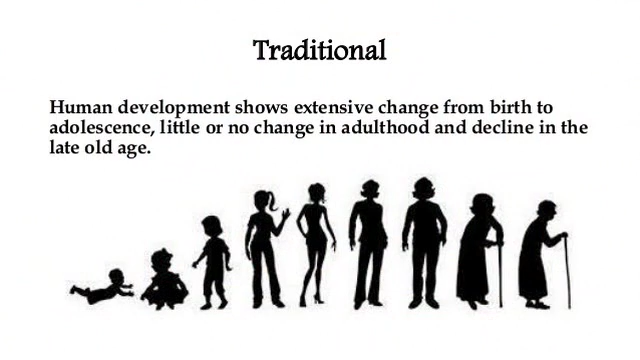 Traditional
Human development shows extensive change from birth to
adolescence, little or no change in adulthood and decline in the
late old age.